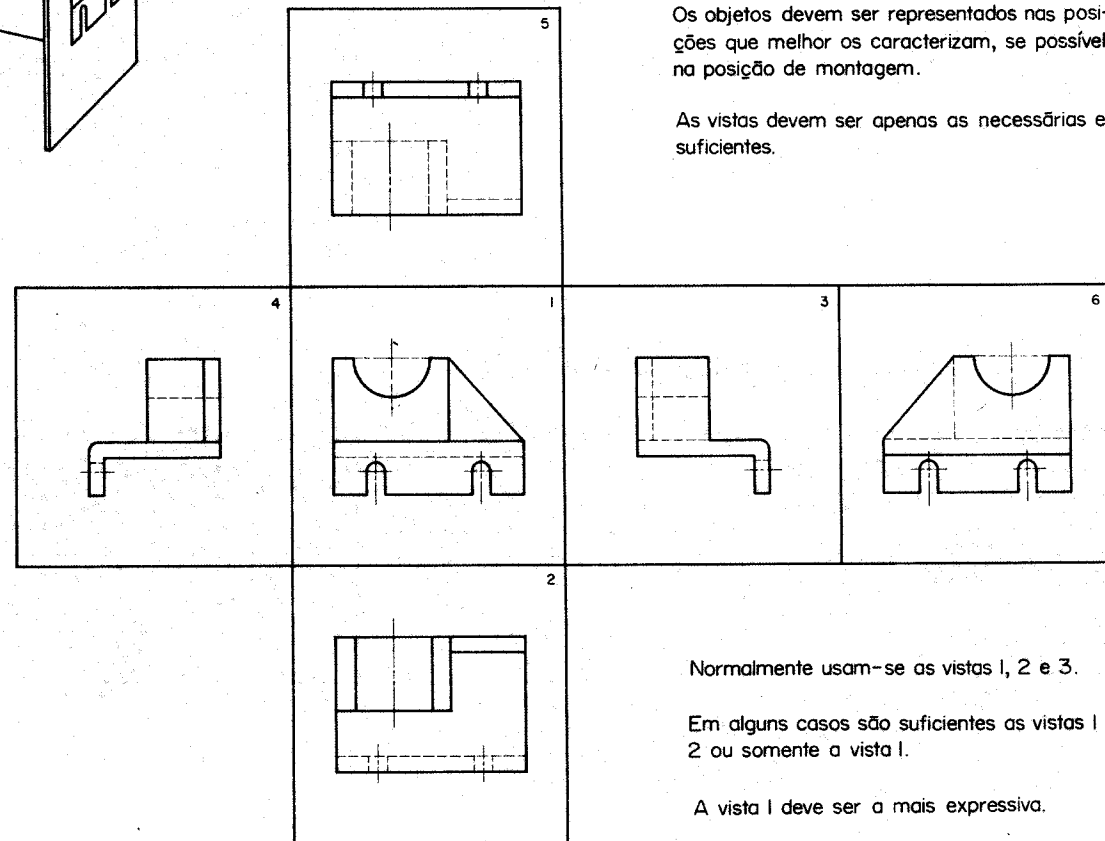 5
Os objetos devem ser representados nas posi-
ções que melhor os caracterizam, se possível
na posição de montagem.
As vistas devem ser apenas as necessárias e
suficientes.
4
1
3
6
2
Normalmente usam-se as vistas 1, 2 e 3.
Em alguns casos são suficientes as vistas 1
2 ou somente a vista 1.
A vista 1 deve ser a mais expressiva.